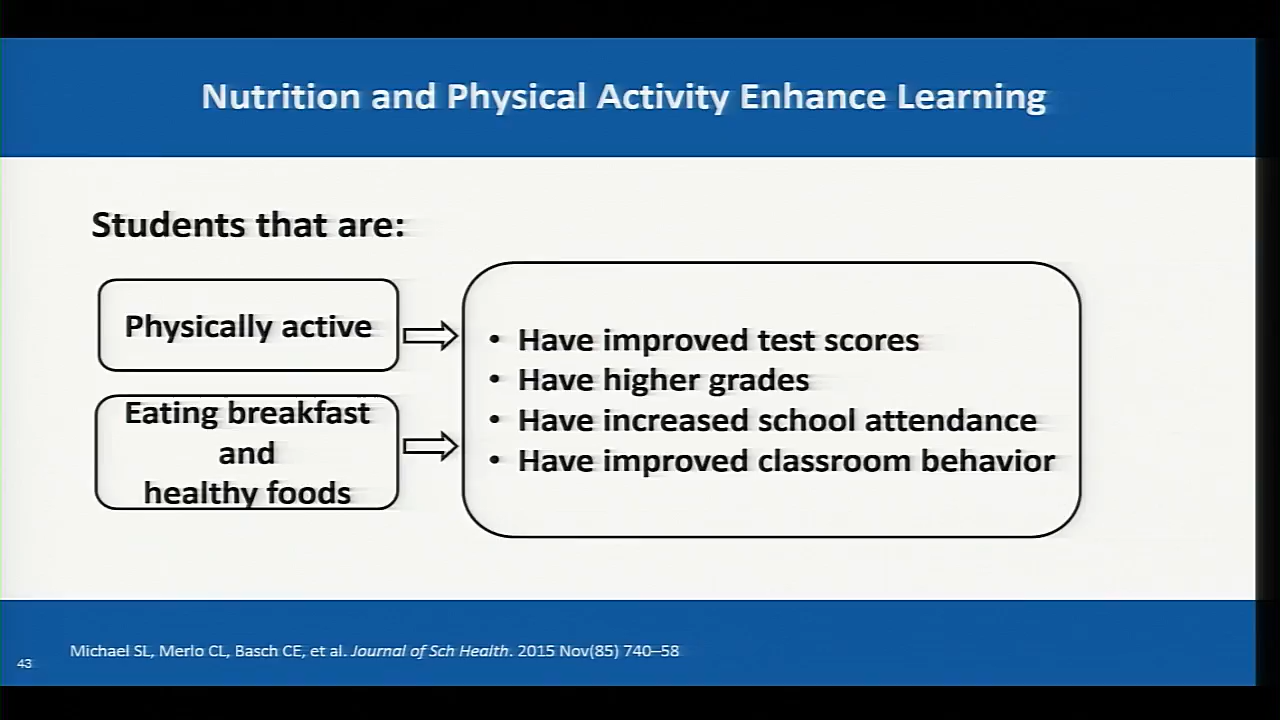 Nutrition and Physical Activity Enhance Learning
Students that are:
Physically active
Eating breakfast
and
healthy foods
• Have improved test scores
• Have higher grades
• Have increased school attendance
• Have improved classroom behavior
Michael SL, Merlo CL, Basch CE, et al. Journal of Sch Health. 2015 Nov(85) 740–58
43